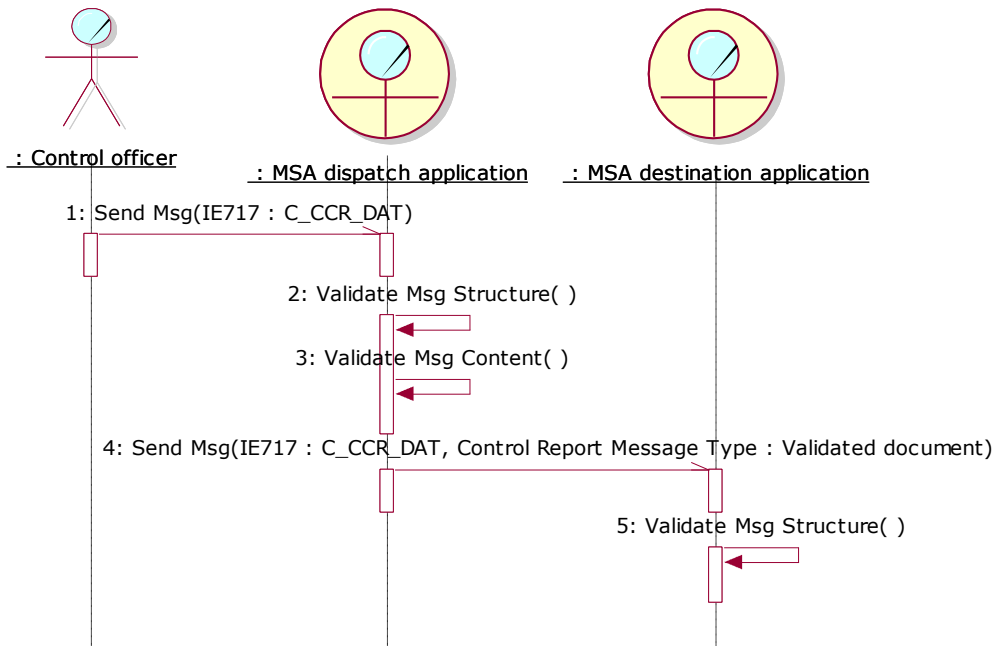 : Control officer
: MSA dispatch application
: MSA destination application
1: Send Msg(IE717 : C_CCR_DAT)
2: Validate Msg Structure( )
3: Validate Msg Content( )
4: Send Msg(IE717 : C_CCR_DAT, Control Report Message Type : Validated document)
5: Validate Msg Structure( )